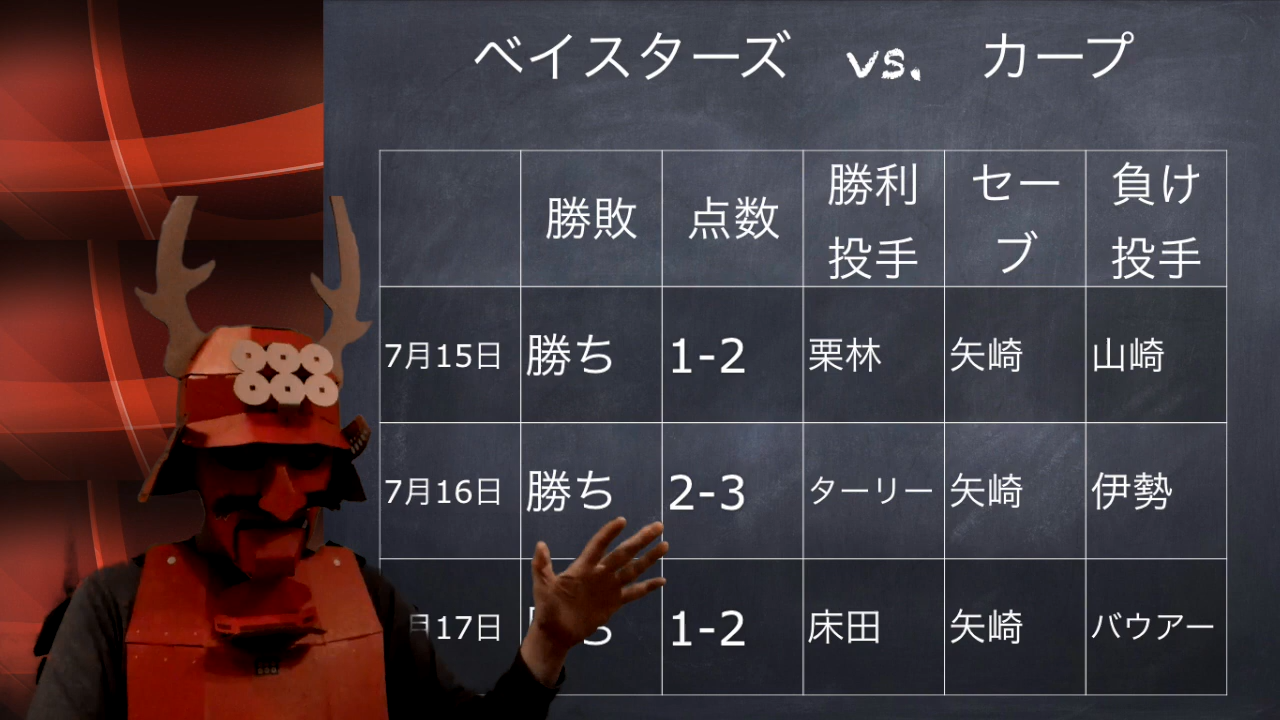 ベイスターズ vs. カープ
勝敗 点数 勝利投手 セーブ 負け投手
7月15日 勝ち 1-2 栗林 矢崎 山崎
7月16日 勝ち 2-3 ターリー 矢崎 伊勢
月17日 ち 1-2 床田 矢崎 バウアー